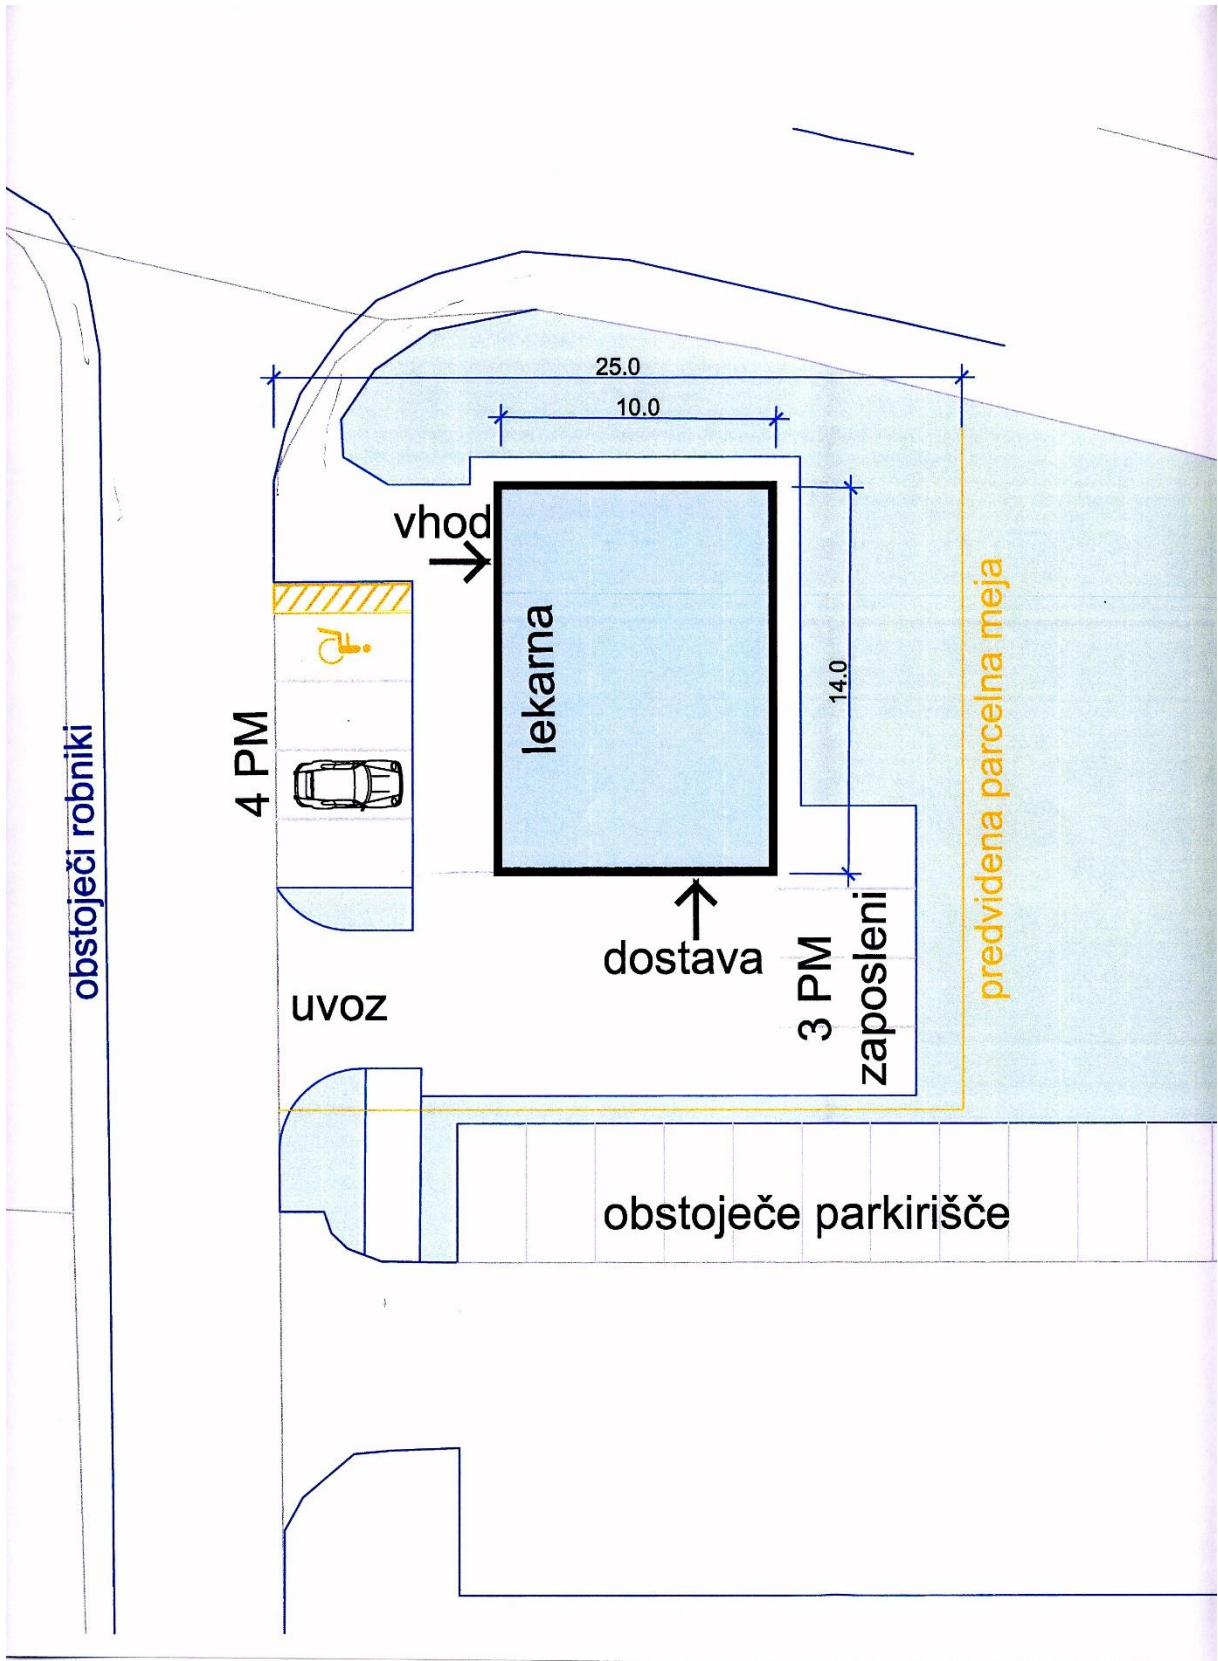 25.0
10.0
vhod
lekarna
14.0
4 PM
obstoječi robniki
predvidena parcelna meja
dostava
3 PM
zaposleni
uvoz
obstoječe parkirišče